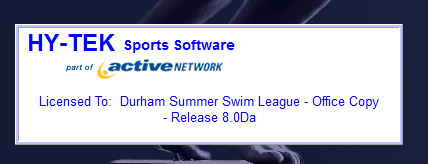 HY-TEK Sports Software
part of active NETWORK
Licensed To: Durham Summer Swim League - Office Copy
- Release 8.0Da